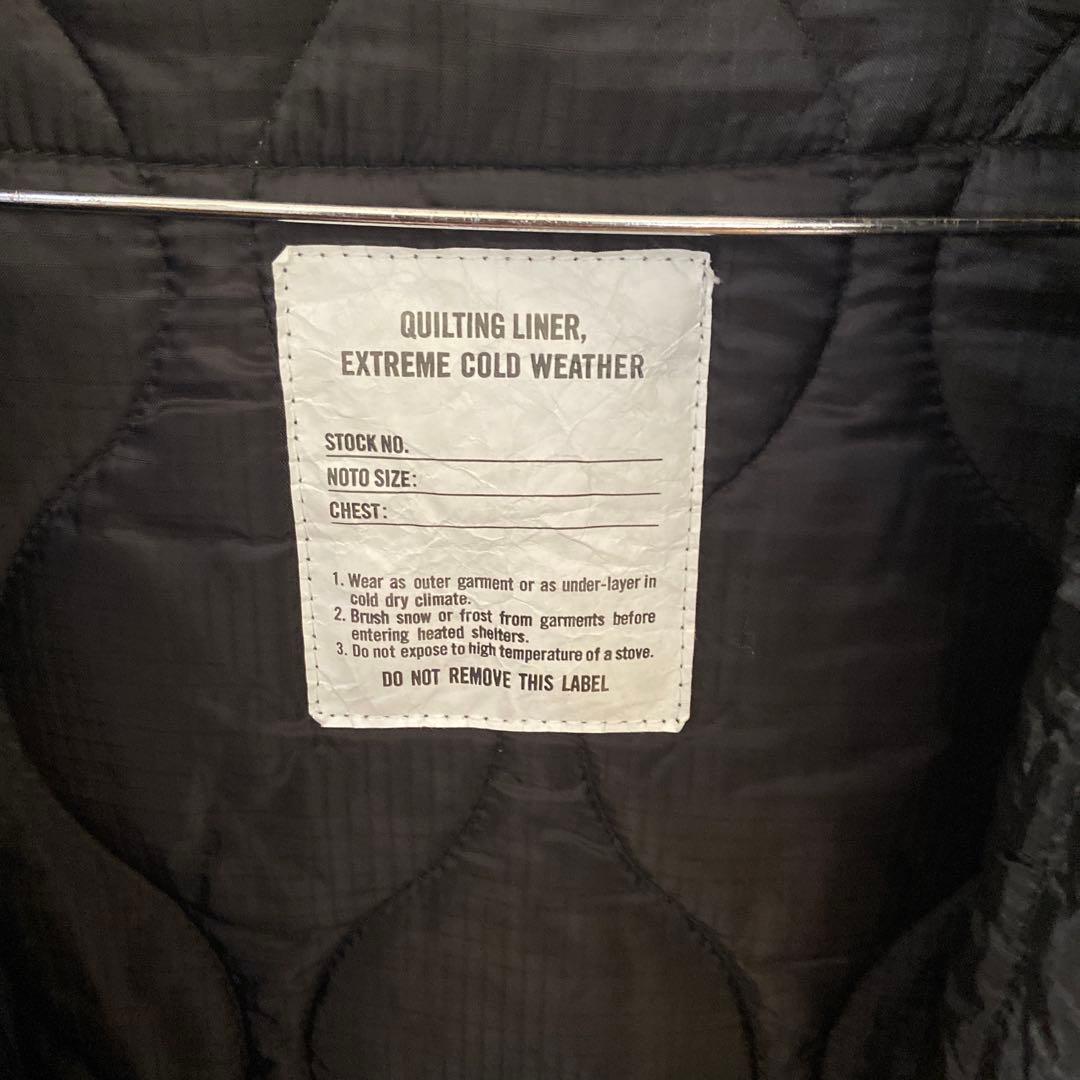 QUILTING LINER,
EXTREME COLD WEATHER
STOCK NO.
NOTO SIZE:
CHEST:
1. Wear as outer garment or as under-layer in
cold dry climate.
2. Brush snow or frost from garments before
entering heated shelters.
3. Do not expose to high temperature of a stove.
DO NOT REMOVE THIS LABEL